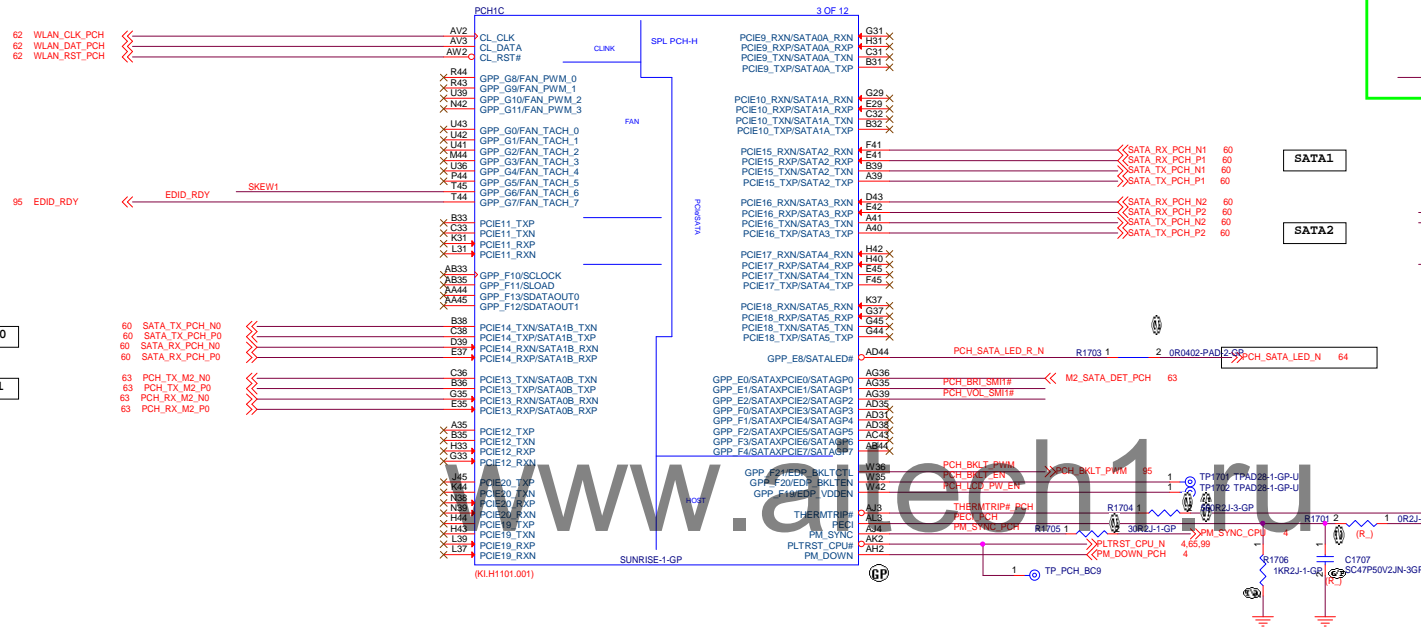 PCH1C 3 OF 12
SPL PCH-H
CLINK
FAN
PCIe/SATA
HOST
62 WLAN_CLK_PCH AV2 CL_CLK
62 WLAN_DAT_PCH AV3 CL_DATA
62 WLAN_RST_PCH AW2 CL_RST#
R44 GPP_G8/FAN_PWM_0
R43 GPP_G9/FAN_PWM_1
U39 GPP_G10/FAN_PWM_2
N42 GPP_G11/FAN_PWM_3
U43 GPP_G0/FAN_TACH_0
U42 GPP_G1/FAN_TACH_1
U41 GPP_G2/FAN_TACH_2
M44 GPP_G3/FAN_TACH_3
U36 GPP_G4/FAN_TACH_4
P44 GPP_G5/FAN_TACH_5
SKEW1 T45 GPP_G6/FAN_TACH_6
95 EDID_RDY EDID_RDY T44 GPP_G7/FAN_TACH_7
B33 PCIE11_TXP
C33 PCIE11_TXN
K31 PCIE11_RXP
L31 PCIE11_RXN
AB33 GPP_F10/SCLOCK
AB35 GPP_F11/SLOAD
AA44 GPP_F13/SDATAOUT0
AA45 GPP_F12/SDATAOUT1
60 SATA_TX_PCH_N0 B38 PCIE14_TXN/SATA1B_TXN
60 SATA_TX_PCH_P0 C38 PCIE14_TXP/SATA1B_TXP
60 SATA_RX_PCH_N0 D39 PCIE14_RXN/SATA1B_RXN
60 SATA_RX_PCH_P0 E37 PCIE14_RXP/SATA1B_RXP
63 PCH_TX_M2_N0 C36 PCIE13_TXN/SATA0B_TXN
63 PCH_TX_M2_P0 B36 PCIE13_TXP/SATA0B_TXP
63 PCH_RX_M2_N0 G35 PCIE13_RXN/SATA0B_RXN
63 PCH_RX_M2_P0 E35 PCIE13_RXP/SATA0B_RXP
A35 PCIE12_TXP
B35 PCIE12_TXN
H33 PCIE12_RXP
G33 PCIE12_RXN
J45 PCIE20_TXP
K44 PCIE20_TXN
N38 PCIE20_RXP
N39 PCIE20_RXN
H44 PCIE19_TXP
H43 PCIE19_TXN
L39 PCIE19_RXP
L37 PCIE19_RXN
PCIE9_RXN/SATA0A_RXN G31
PCIE9_RXP/SATA0A_RXP H31
PCIE9_TXN/SATA0A_TXN C31
PCIE9_TXP/SATA0A_TXP B31
PCIE10_RXN/SATA1A_RXN G29
PCIE10_RXP/SATA1A_RXP E29
PCIE10_TXN/SATA1A_TXN C32
PCIE10_TXP/SATA1A_TXP B32
PCIE15_RXN/SATA2_RXN F41 SATA_RX_PCH_N1 60
PCIE15_RXP/SATA2_RXP E41 SATA_RX_PCH_P1 60
PCIE15_TXN/SATA2_TXN B39 SATA_TX_PCH_N1 60
PCIE15_TXP/SATA2_TXP A39 SATA_TX_PCH_P1 60
SATA1
PCIE16_RXN/SATA3_RXN D43 SATA_RX_PCH_N2 60
PCIE16_RXP/SATA3_RXP E42 SATA_RX_PCH_P2 60
PCIE16_TXN/SATA3_TXN A41 SATA_TX_PCH_N2 60
PCIE16_TXP/SATA3_TXP A40 SATA_TX_PCH_P2 60
SATA2
PCIE17_RXN/SATA4_RXN H42
PCIE17_RXP/SATA4_RXP H40
PCIE17_TXN/SATA4_TXN E45
PCIE17_TXP/SATA4_TXP F45
PCIE18_RXN/SATA5_RXN K37
PCIE18_RXP/SATA5_RXP G37
PCIE18_TXN/SATA5_TXN G45
PCIE18_TXP/SATA5_TXP G44
GPP_E8/SATALED# AD44 PCH_SATA_LED_R_N R1703 1 2 0R0402-PAD-2-GP PCH_SATA_LED_N 64
GPP_E0/SATAXPCIE0/SATAGP0 AG36 M2_SATA_DET_PCH 63
GPP_E1/SATAXPCIE1/SATAGP1 AG35 PCH_BRI_SMI1#
GPP_E2/SATAXPCIE2/SATAGP2 AG39 PCH_VOL_SMI1#
GPP_F0/SATAXPCIE3/SATAGP3 AD35
GPP_F1/SATAXPCIE4/SATAGP4 AD31
GPP_F2/SATAXPCIE5/SATAGP5 AD38
GPP_F3/SATAXPCIE6/SATAGP6 AC43
GPP_F4/SATAXPCIE7/SATAGP7 AB44
GPP_F21/EDP_BKLTCTL W36 PCH_BKLT_PWM PCH_BKLT_PWM 95
GPP_F20/EDP_BKLTEN W35 PCH_BKLT_EN 1 TP1701 TPAD28-1-GP-U
GPP_F19/EDP_VDDEN W42 PCH_LCD_PW_EN 1 TP1702 TPAD28-1-GP-U
THERMTRIP# AJ3 THERMTRIP#_PCH R1704 1
PECI AL3 PECI_PCH
PM_SYNC AJ4 PM_SYNC_PCH R1705 1 30R2J-1-GP PM_SYNC_CPU 4
PLTRST_CPU# AK2 PLTRST_CPU_N 4,65,99
PM_DOWN AH2 PM_DOWN_PCH 4
1 TP_PCH_BC9
R1701 2 1 0R2J-
(R_)
R1706 1KR2J-1-GP
C1707 SC47P50V2JN-3GP
(R_)
SUNRISE-1-GP
(KI.H1101.001)
GP
www.aitech1.ru